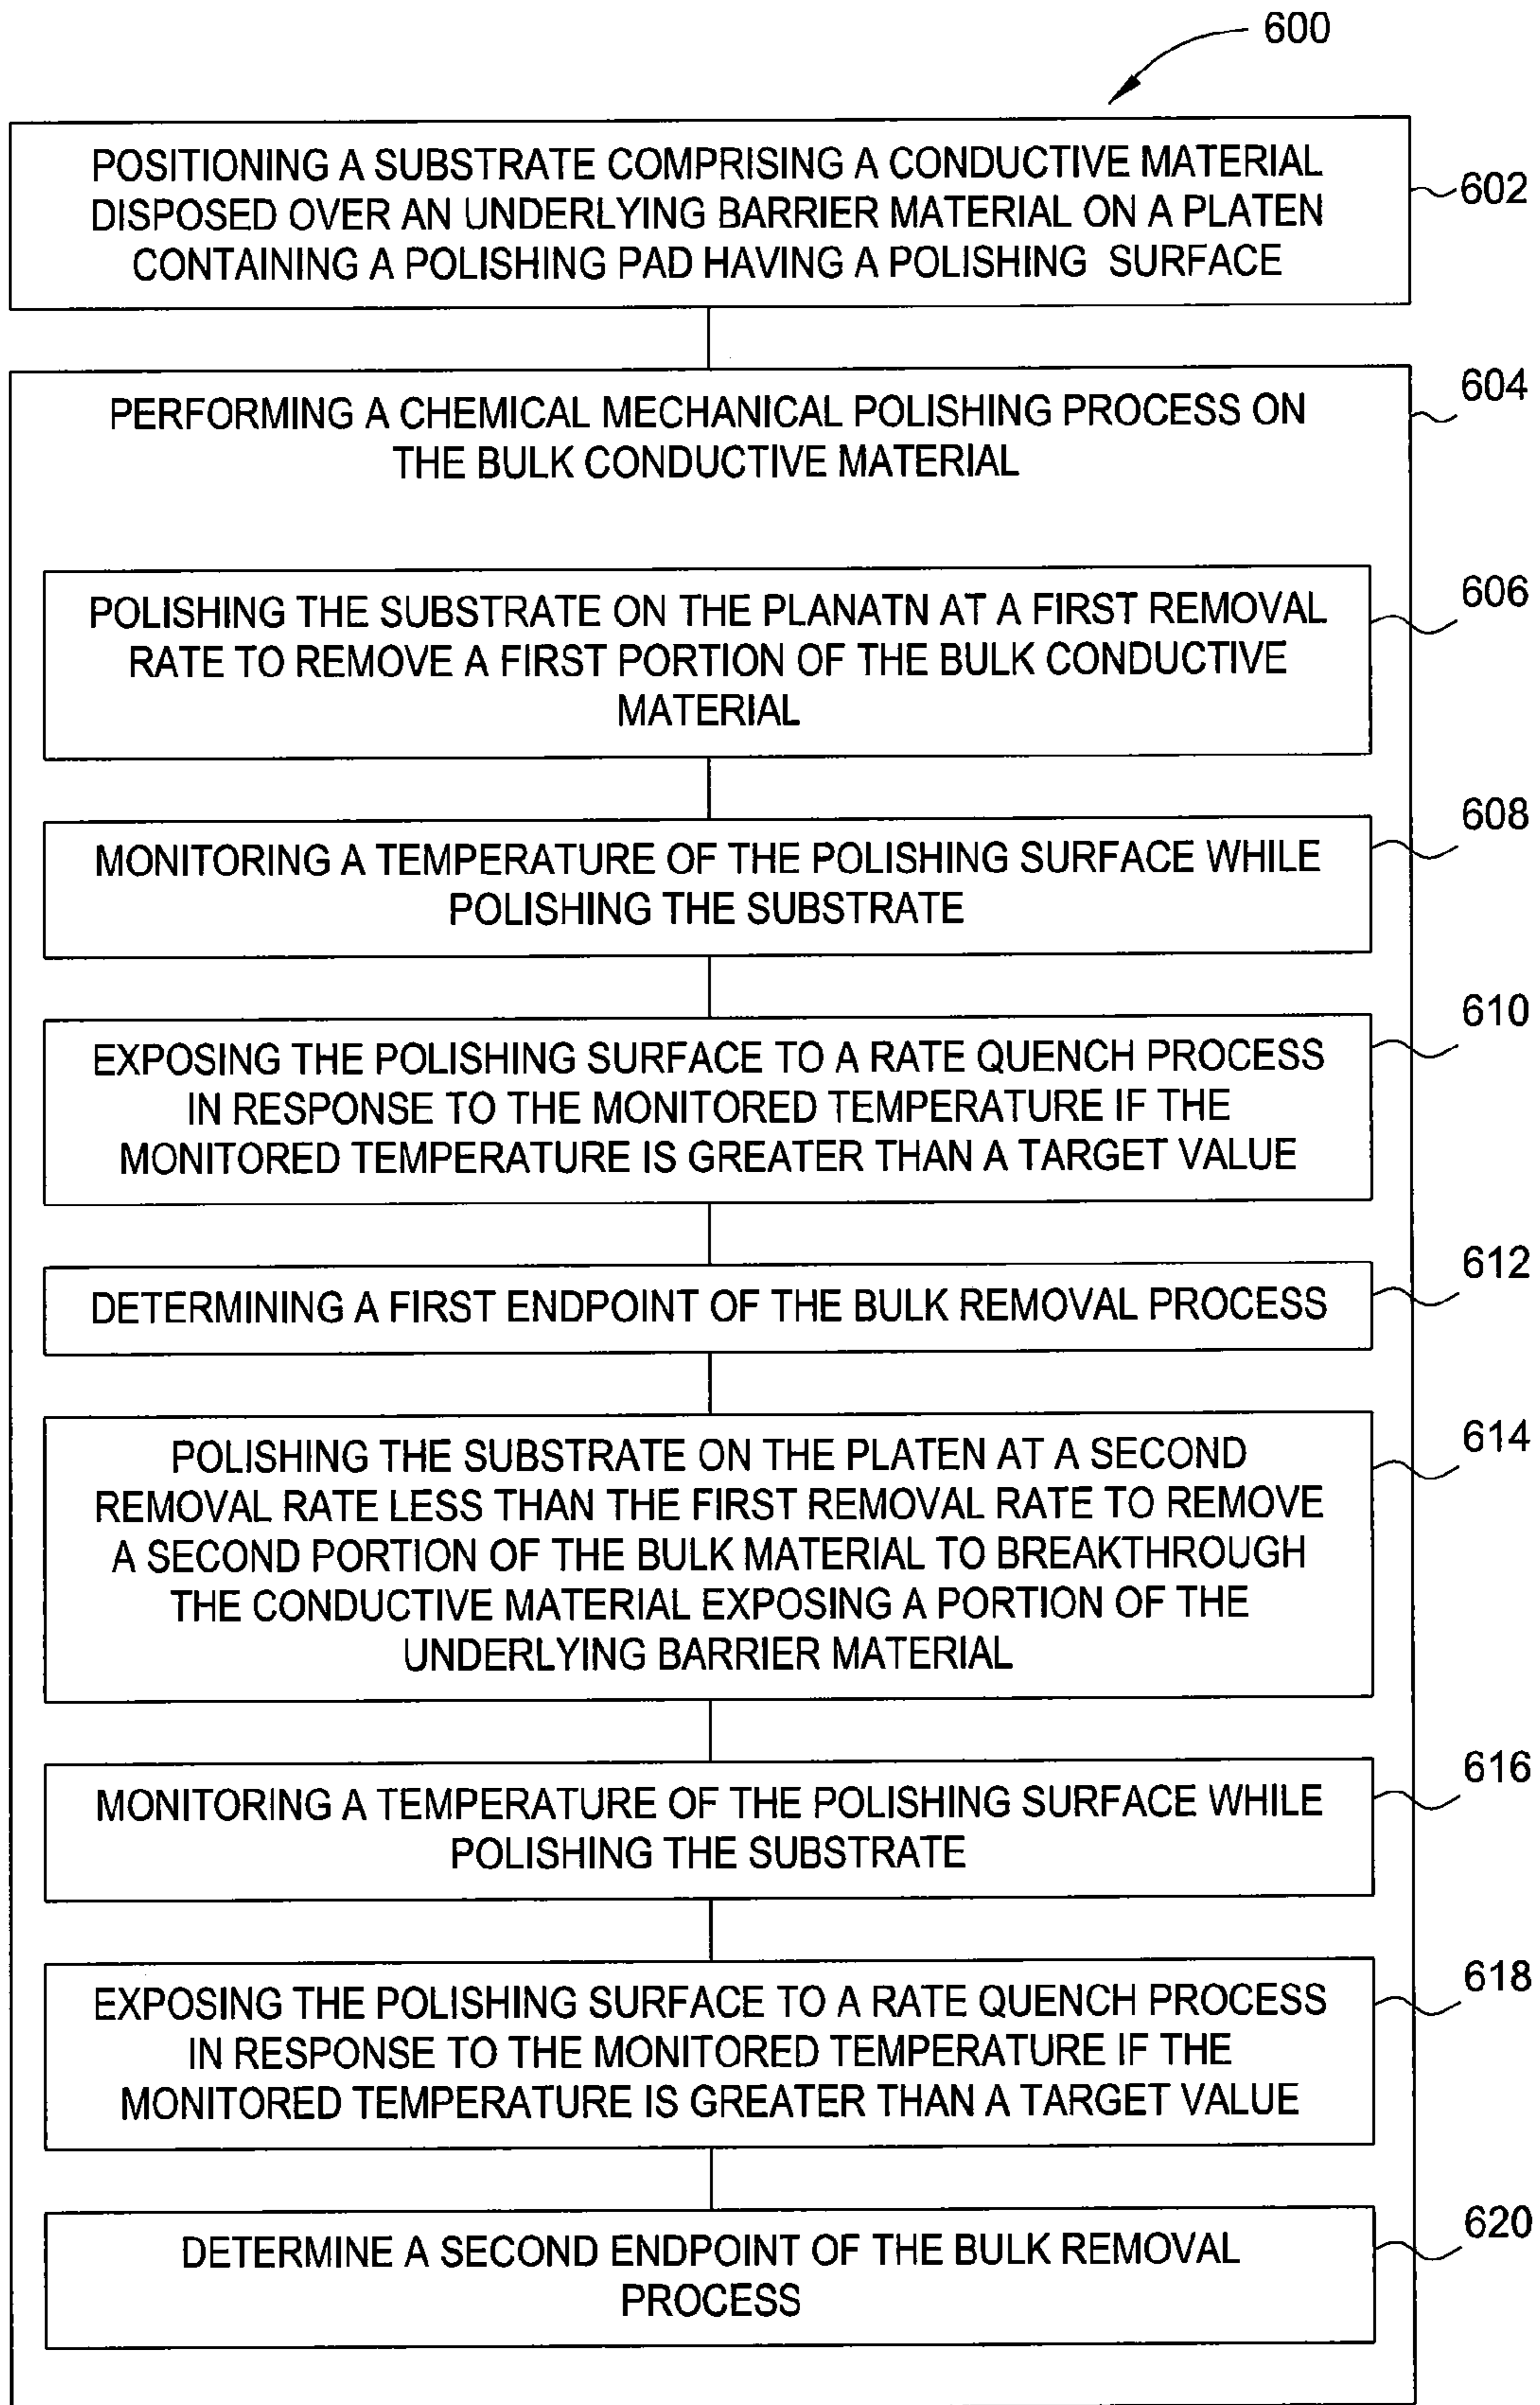 600
POSITIONING A SUBSTRATE COMPRISING A CONDUCTIVE MATERIAL
DISPOSED OVER AN UNDERLYING BARRIER MATERIAL ON A PLATEN
CONTAINING A POLISHING PAD HAVING A POLISHING SURFACE
602
PERFORMING A CHEMICAL MECHANICAL POLISHING PROCESS ON
THE BULK CONDUCTIVE MATERIAL
604
POLISHING THE SUBSTRATE ON THE PLANATN AT A FIRST REMOVAL
RATE TO REMOVE A FIRST PORTION OF THE BULK CONDUCTIVE
MATERIAL
606
MONITORING A TEMPERATURE OF THE POLISHING SURFACE WHILE
POLISHING THE SUBSTRATE
608
EXPOSING THE POLISHING SURFACE TO A RATE QUENCH PROCESS
IN RESPONSE TO THE MONITORED TEMPERATURE IF THE
MONITORED TEMPERATURE IS GREATER THAN A TARGET VALUE
610
DETERMINING A FIRST ENDPOINT OF THE BULK REMOVAL PROCESS
612
POLISHING THE SUBSTRATE ON THE PLATEN AT A SECOND
REMOVAL RATE LESS THAN THE FIRST REMOVAL RATE TO REMOVE
A SECOND PORTION OF THE BULK MATERIAL TO BREAKTHROUGH
THE CONDUCTIVE MATERIAL EXPOSING A PORTION OF THE
UNDERLYING BARRIER MATERIAL
614
MONITORING A TEMPERATURE OF THE POLISHING SURFACE WHILE
POLISHING THE SUBSTRATE
616
EXPOSING THE POLISHING SURFACE TO A RATE QUENCH PROCESS
IN RESPONSE TO THE MONITORED TEMPERATURE IF THE
MONITORED TEMPERATURE IS GREATER THAN A TARGET VALUE
618
DETERMINE A SECOND ENDPOINT OF THE BULK REMOVAL
PROCESS
620